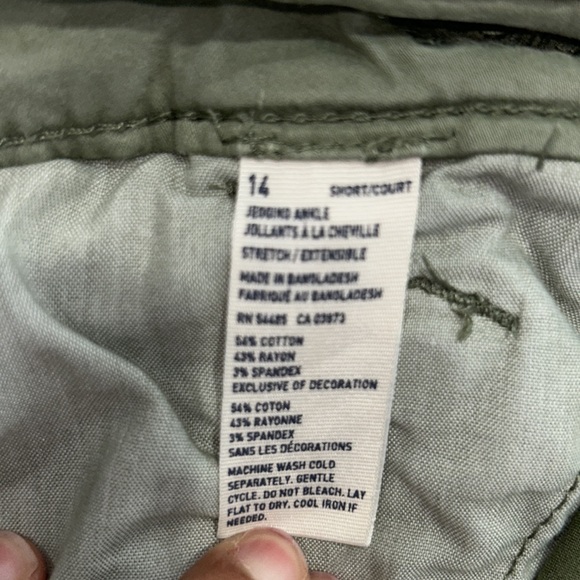 14 SHORT/COURT
JEGGING ANKLE
JOLLANTS À LA CHEVILLE
STRETCH / EXTENSIBLE
MADE IN BANGLADESH
FABRIQUÉ AU BANGLADESH
RN 54485 CA 03973
54% COTTON
43% RAYON
3% SPANDEX
EXCLUSIVE OF DECORATION
54% COTON
43% RAYONNE
3% SPANDEX
SANS LES DÉCORATIONS
MACHINE WASH COLD
SEPARATELY. GENTLE
CYCLE. DO NOT BLEACH. LAY
FLAT TO DRY. COOL IRON IF
NEEDED.